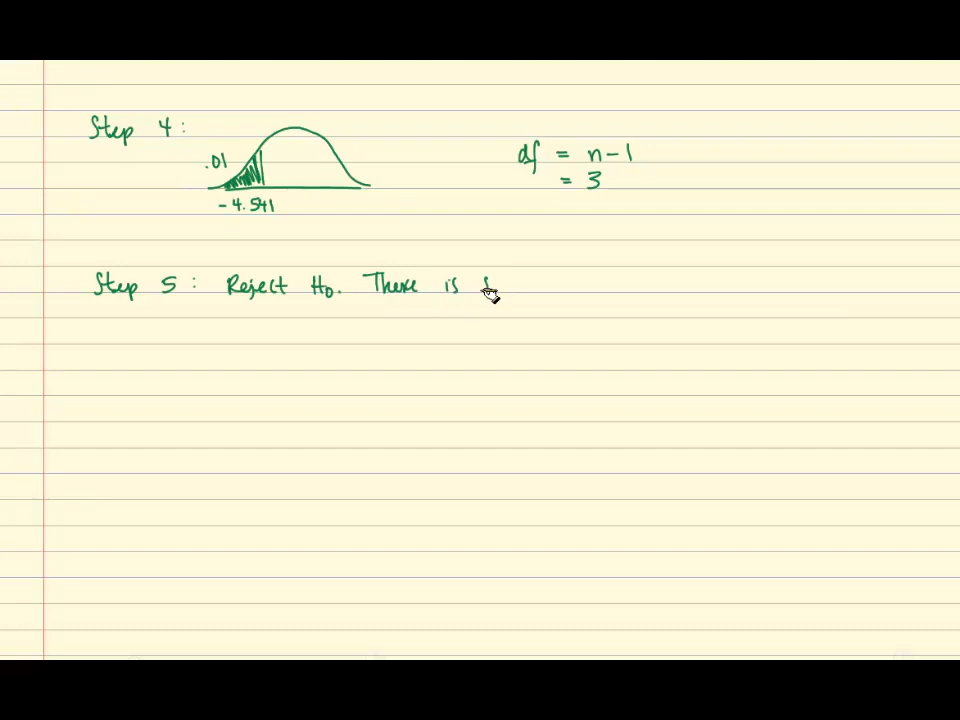 Step 4:
.01
-4.541
df = n-1
= 3
Step 5: Reject H₀. There is